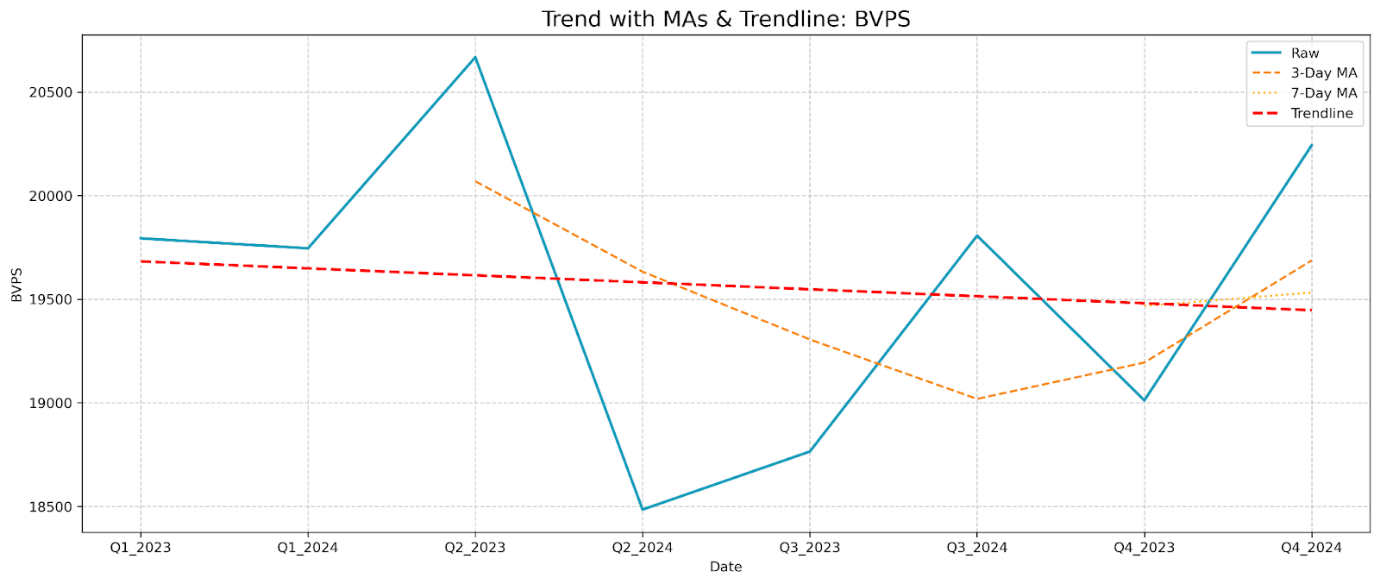 Trend with MAs & Trendline: BVPS
Raw
3-Day MA
7-Day MA
Trendline
BVPS
20500
20000
19500
19000
18500
Q1_2023
Q1_2024
Q2_2023
Q2_2024
Q3_2023
Q3_2024
Q4_2023
Q4_2024
Date